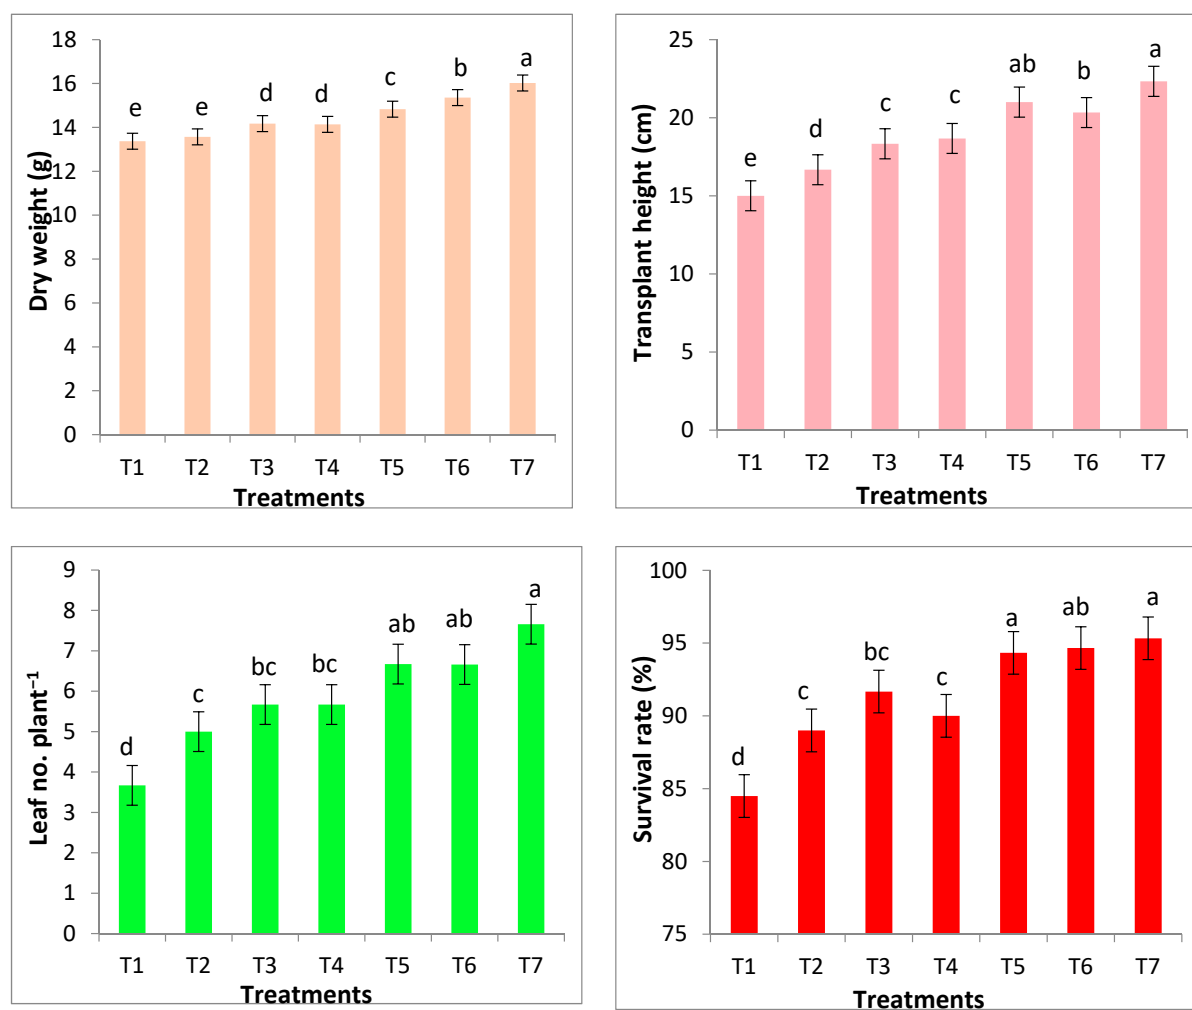 Dry weight (g)
18
16
14
12
10
8
6
4
2
0
e e d d c b a
T1 T2 T3 T4 T5 T6 T7
Treatments
Transplant height (cm)
25
20
15
10
5
0
e d c c ab b a
T1 T2 T3 T4 T5 T6 T7
Treatments
Leaf no. plant⁻¹
9
8
7
6
5
4
3
2
1
0
d c bc bc ab ab a
T1 T2 T3 T4 T5 T6 T7
Treatments
Survival rate (%)
100
95
90
85
80
75
d c bc c a ab a
T1 T2 T3 T4 T5 T6 T7
Treatments